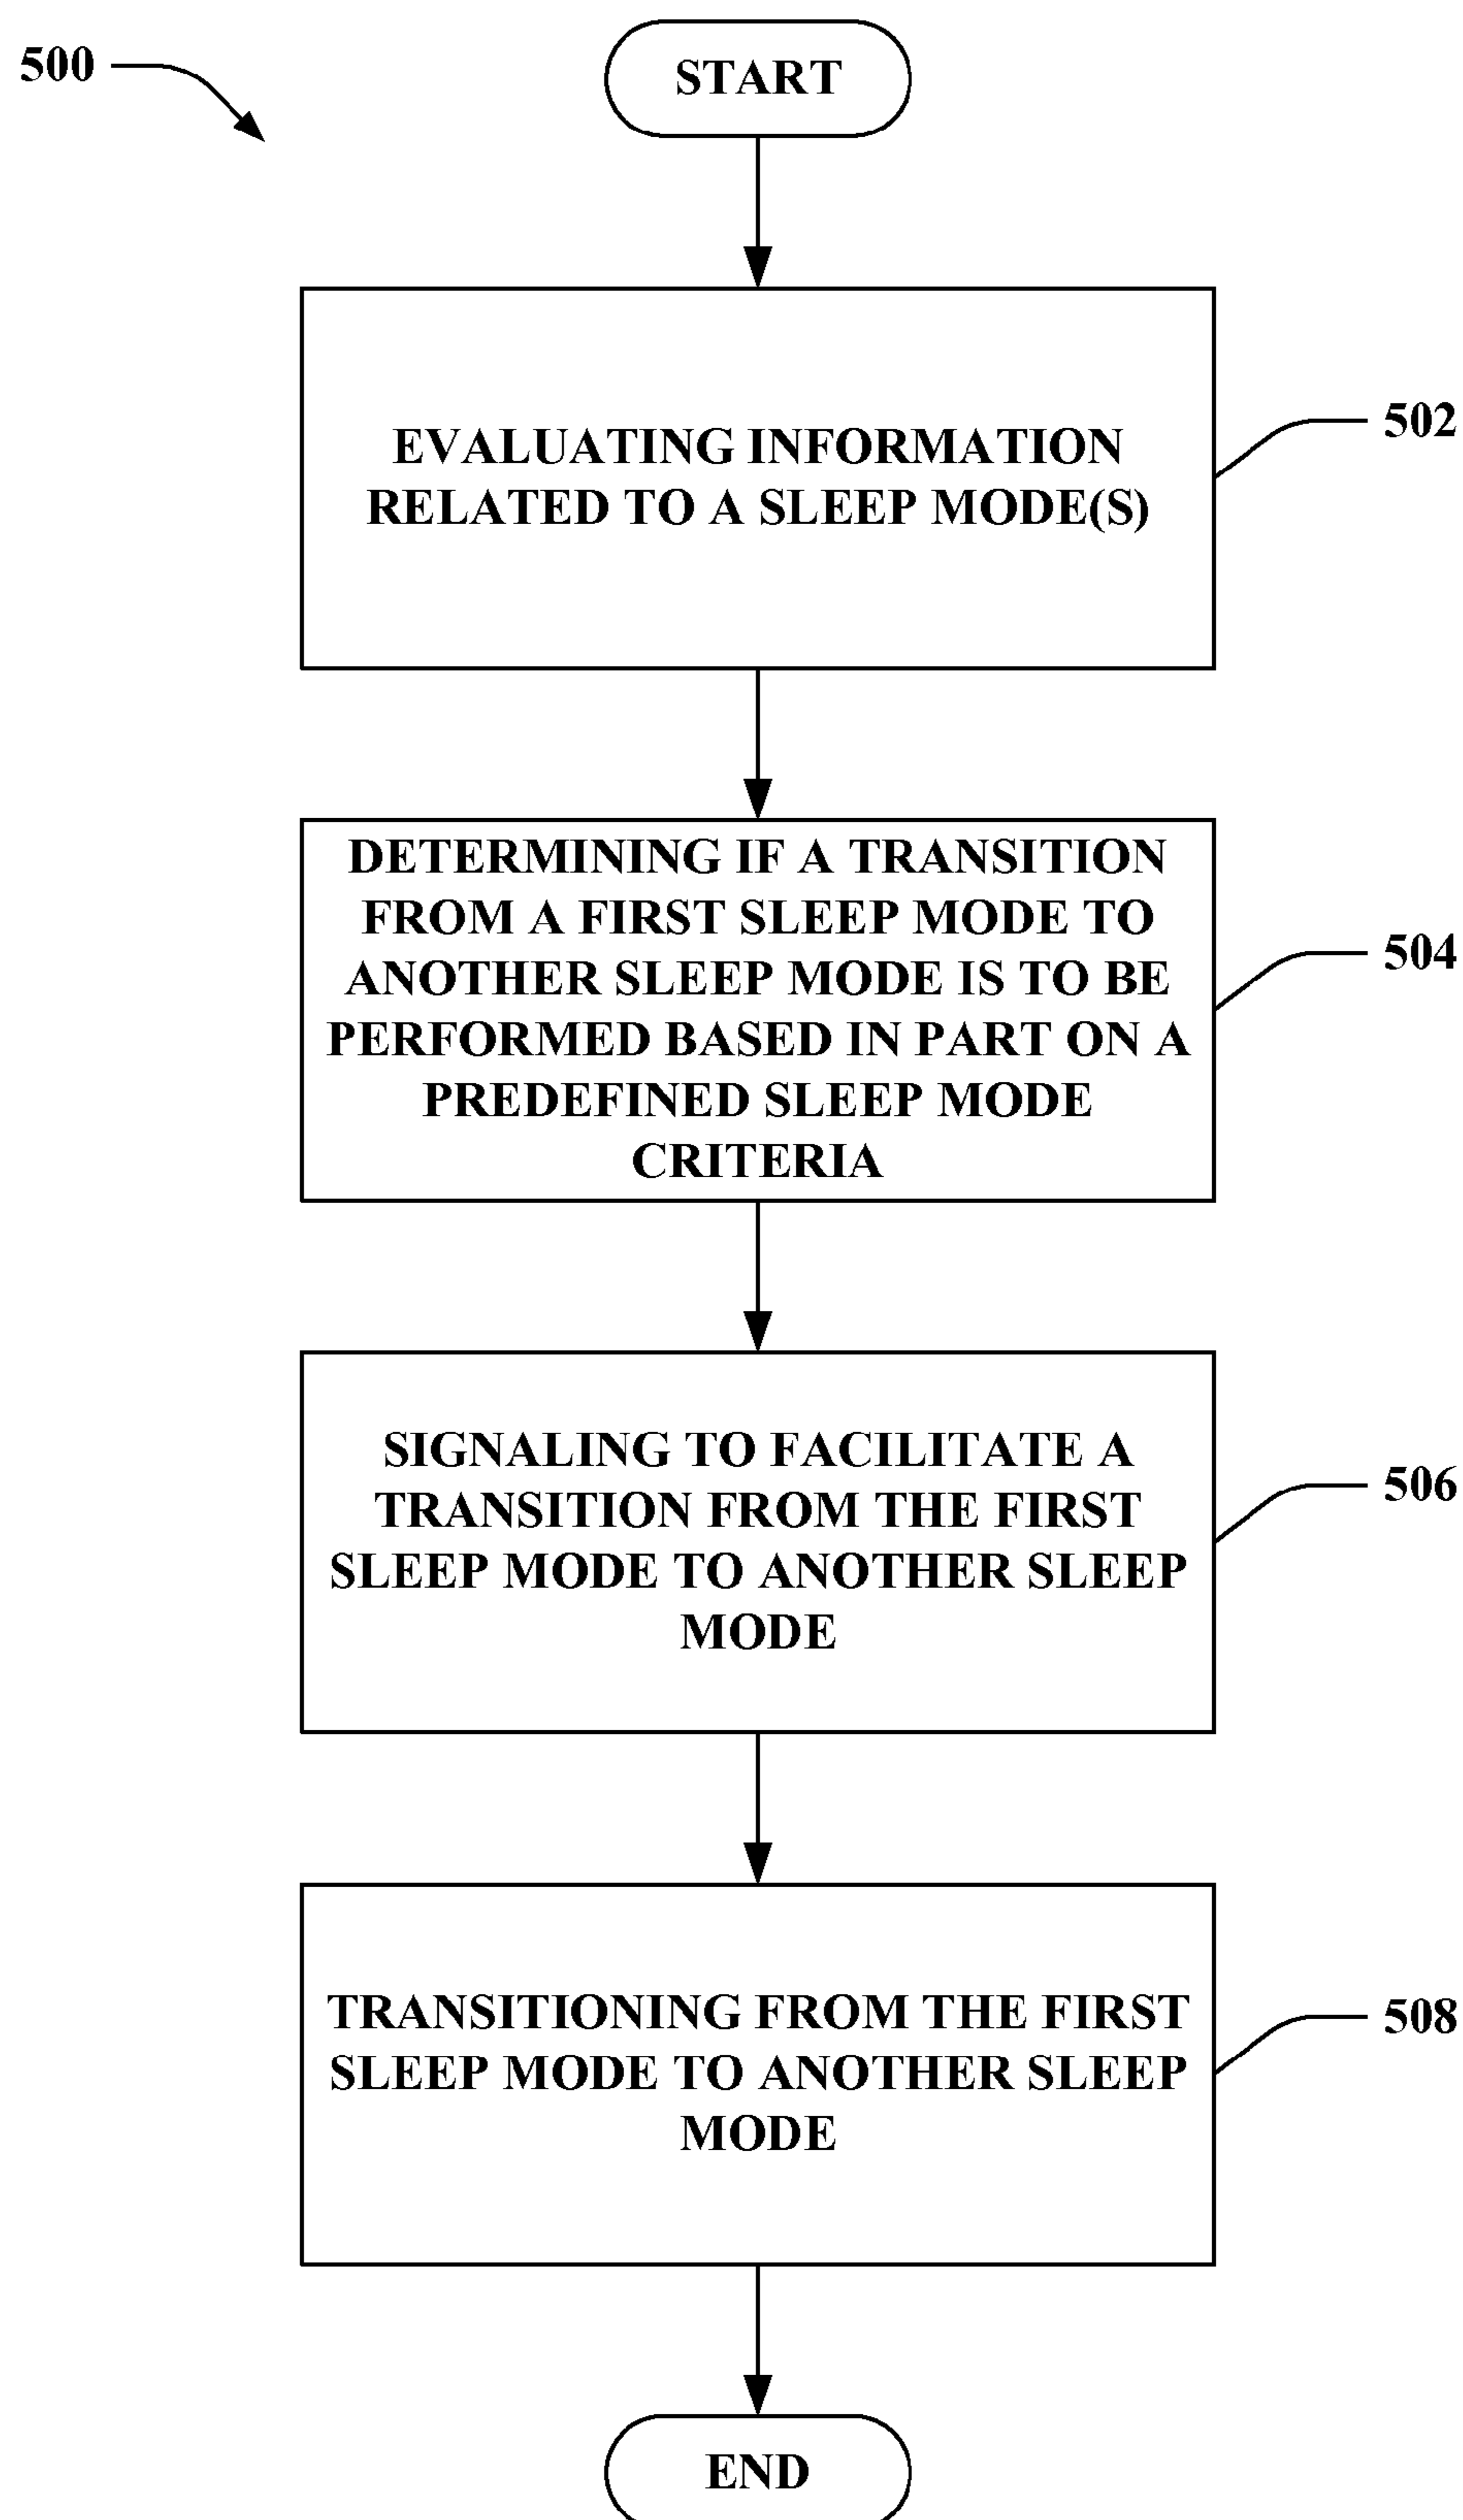 500
START
EVALUATING INFORMATION
RELATED TO A SLEEP MODE(S)
502
DETERMINING IF A TRANSITION
FROM A FIRST SLEEP MODE TO
ANOTHER SLEEP MODE IS TO BE
PERFORMED BASED IN PART ON A
PREDEFINED SLEEP MODE
CRITERIA
504
SIGNALING TO FACILITATE A
TRANSITION FROM THE FIRST
SLEEP MODE TO ANOTHER SLEEP
MODE
506
TRANSITIONING FROM THE FIRST
SLEEP MODE TO ANOTHER SLEEP
MODE
508
END